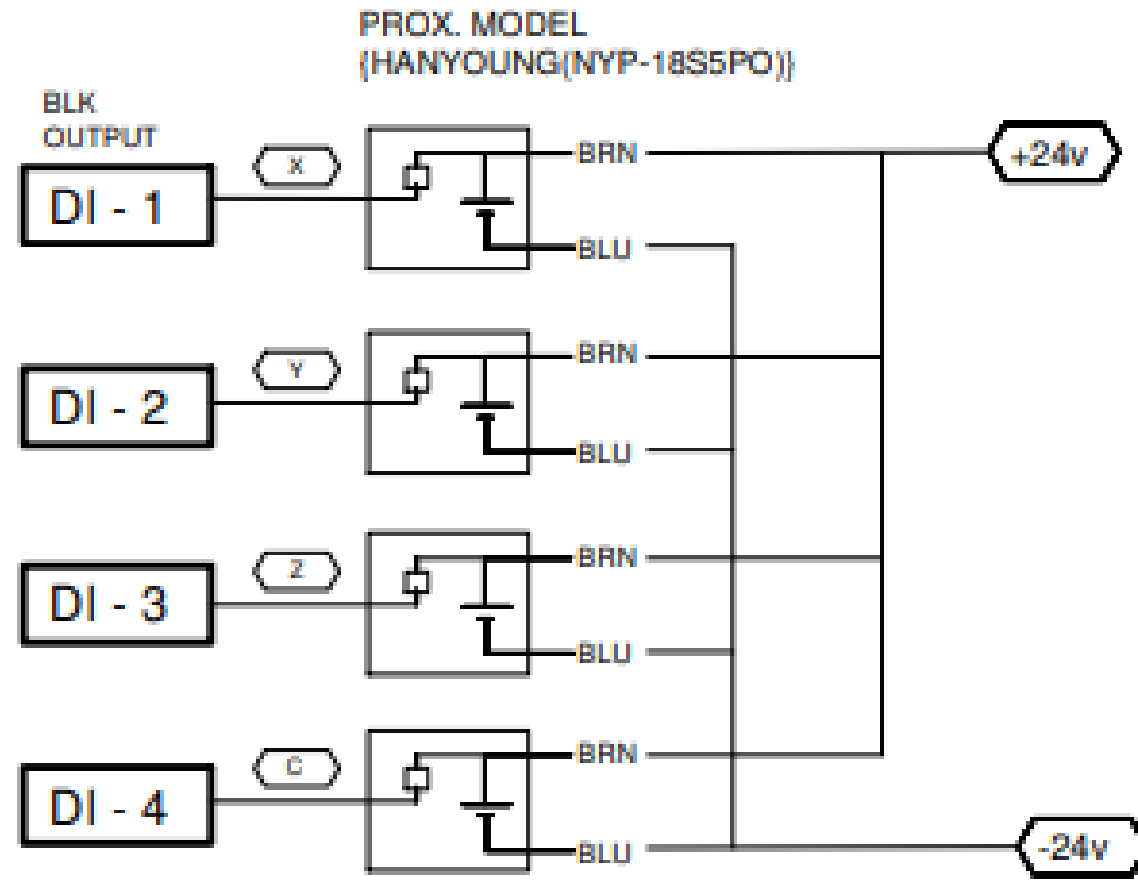 PROX. MODEL
{HANYOUNG(NYP-18S5PO)}
BLK
OUTPUT
DI - 1
X
BRN
+24v
BLU
DI - 2
Y
BRN
BLU
DI - 3
Z
BRN
BLU
DI - 4
C
BRN
BLU
-24v